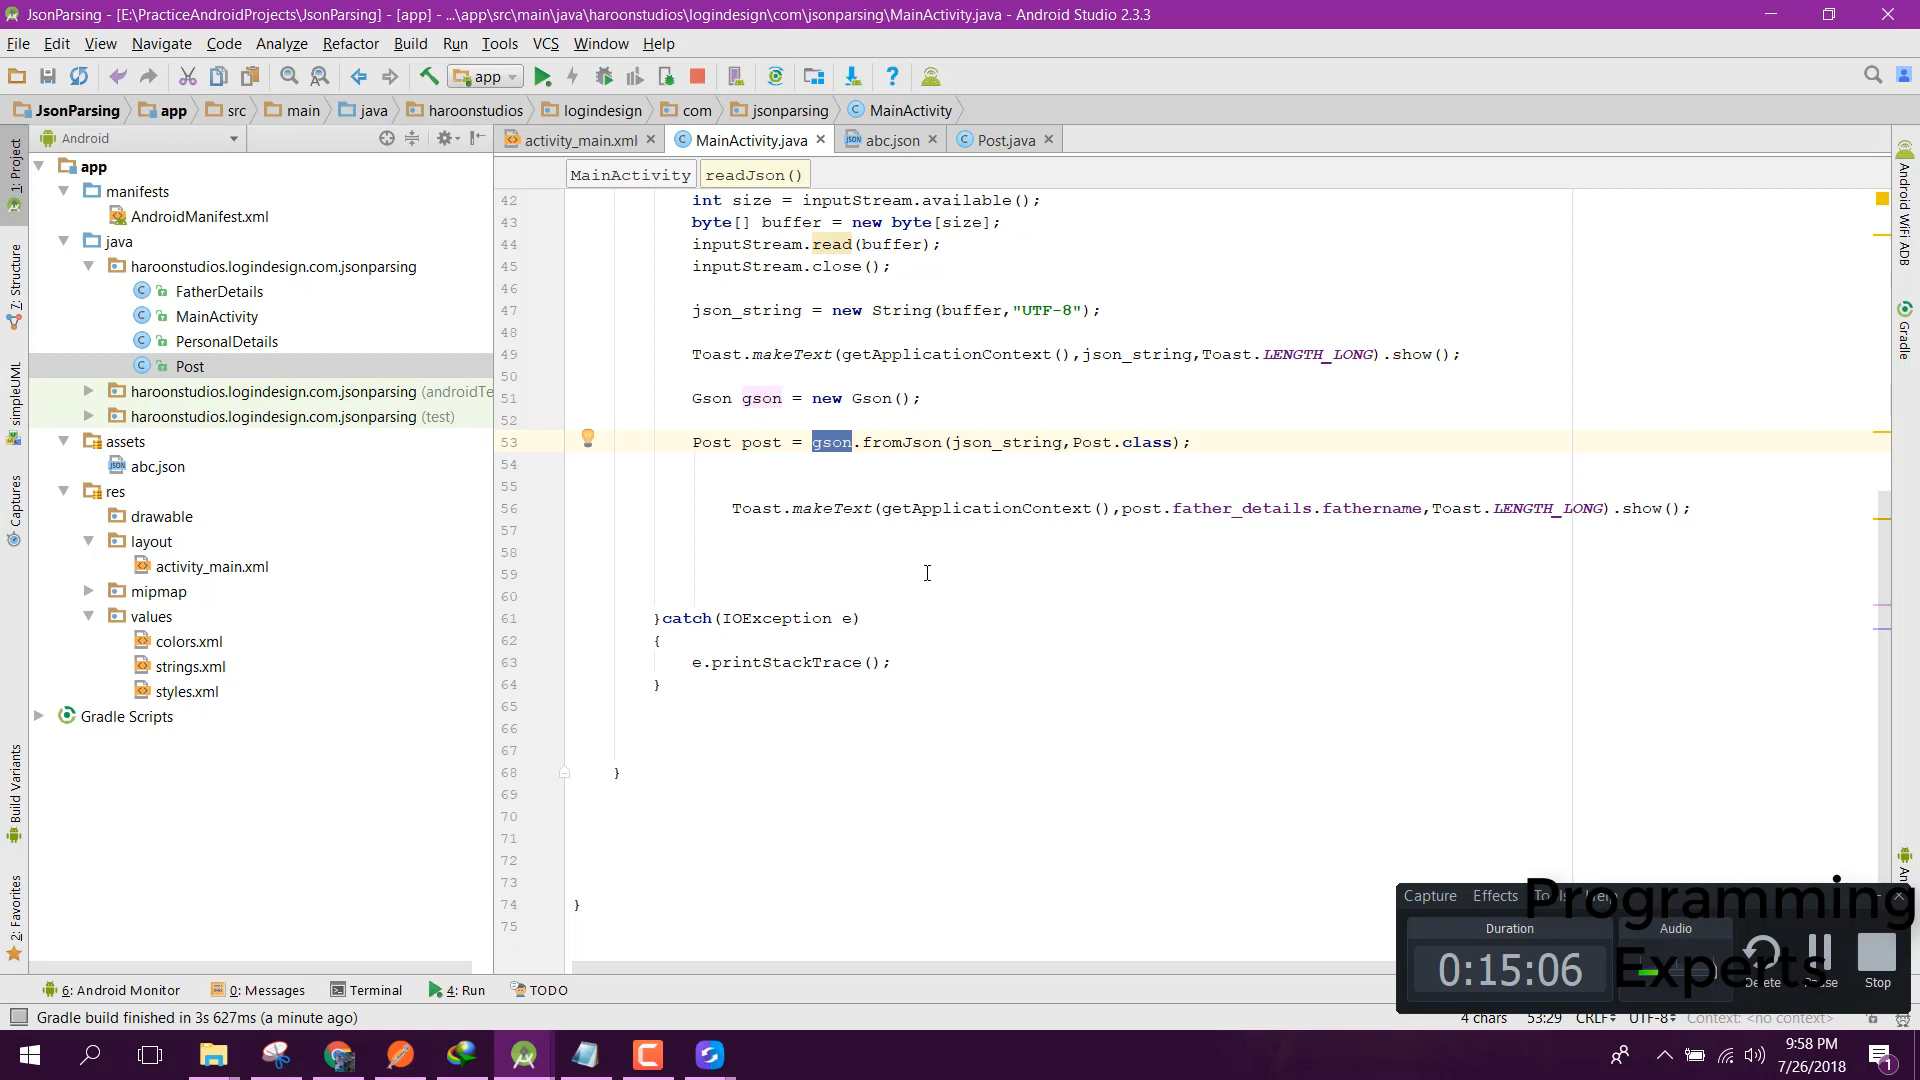 JsonParsing - [E:\PracticeAndroidProjects\JsonParsing] - [app] - ...\app\src\main\java\haroonstudios\logindesign\com\jsonparsing\MainActivity.java - Android Studio 2.3.3
File Edit View Navigate Code Analyze Refactor Build Run Tools VCS Window Help
app
JsonParsing app src main java haroonstudios logindesign com jsonparsing MainActivity
Android
activity_main.xml MainActivity.java abc.json Post.java
MainActivity readJson()
1: Project
7: Structure
simpleUML
Captures
Build Variants
2: Favorites
app
manifests
AndroidManifest.xml
java
haroonstudios.logindesign.com.jsonparsing
FatherDetails
MainActivity
PersonalDetails
Post
haroonstudios.logindesign.com.jsonparsing (androidTe
haroonstudios.logindesign.com.jsonparsing (test)
assets
abc.json
res
drawable
layout
activity_main.xml
mipmap
values
colors.xml
strings.xml
styles.xml
Gradle Scripts
42 int size = inputStream.available();
43 byte[] buffer = new byte[size];
44 inputStream.read(buffer);
45 inputStream.close();
46
47 json_string = new String(buffer,"UTF-8");
48
49 Toast.makeText(getApplicationContext(),json_string,Toast.LENGTH_LONG).show();
50
51 Gson gson = new Gson();
52
53 Post post = gson.fromJson(json_string,Post.class);
54
55
56 Toast.makeText(getApplicationContext(),post.father_details.fathername,Toast.LENGTH_LONG).show();
57
58
59
60
61 }catch(IOException e)
62 {
63 e.printStackTrace();
64 }
65
66
67
68 }
69
70
71
72
73
74 }
75
Android WiFi ADB
Gradle
An
Capture Effects Tools Help
Programming
Experts
Duration
0:15:06
Audio
Delete Pause Stop
6: Android Monitor 0: Messages Terminal 4: Run TODO
Gradle build finished in 3s 627ms (a minute ago)
4 chars 53:29 CRLF UTF-8 Context: <no context>
9:58 PM
7/26/2018
1